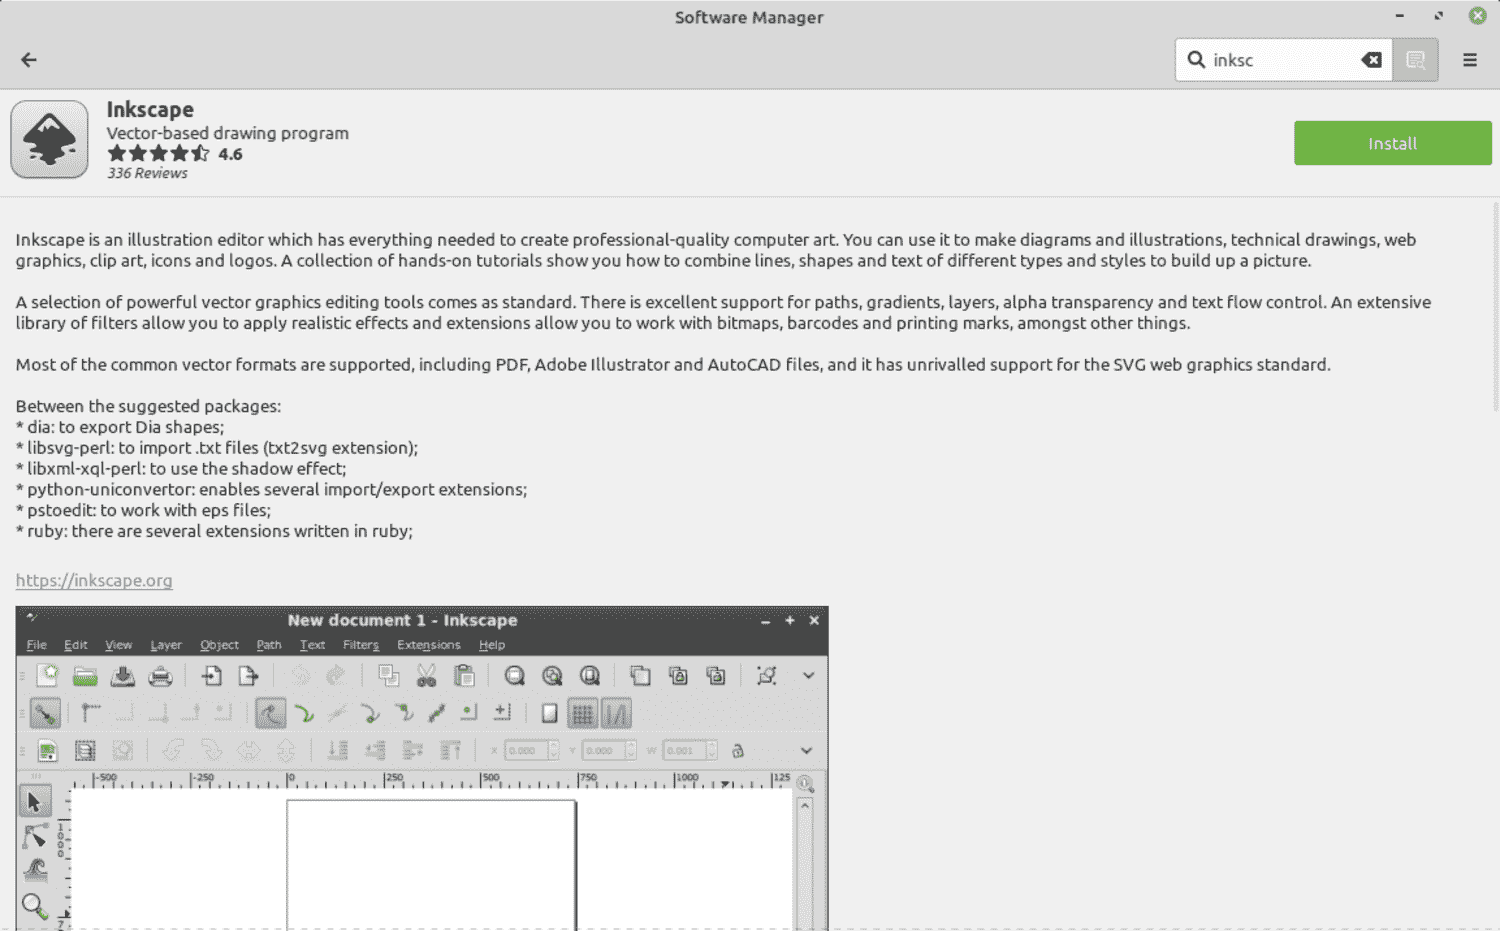 Software Manager
inksc
Inkscape
Vector-based drawing program
4.6
336 Reviews
Install
Inkscape is an illustration editor which has everything needed to create professional-quality computer art. You can use it to make diagrams and illustrations, technical drawings, web
graphics, clip art, icons and logos. A collection of hands-on tutorials show you how to combine lines, shapes and text of different types and styles to build up a picture.
A selection of powerful vector graphics editing tools comes as standard. There is excellent support for paths, gradients, layers, alpha transparency and text flow control. An extensive
library of filters allow you to apply realistic effects and extensions allow you to work with bitmaps, barcodes and printing marks, amongst other things.
Most of the common vector formats are supported, including PDF, Adobe Illustrator and AutoCAD files, and it has unrivalled support for the SVG web graphics standard.
Between the suggested packages:
* dia: to export Dia shapes;
* libsvg-perl: to import .txt files (txt2svg extension);
* libxml-xql-perl: to use the shadow effect;
* python-uniconvertor: enables several import/export extensions;
* pstoedit: to work with eps files;
* ruby: there are several extensions written in ruby;
https://inkscape.org
New document 1 - Inkscape
File Edit View Layer Object Path Text Filters Extensions Help
X 0.000 Y 0.000 W 0.001
-500 -250 0 250 500 750 1000 125
1000
7